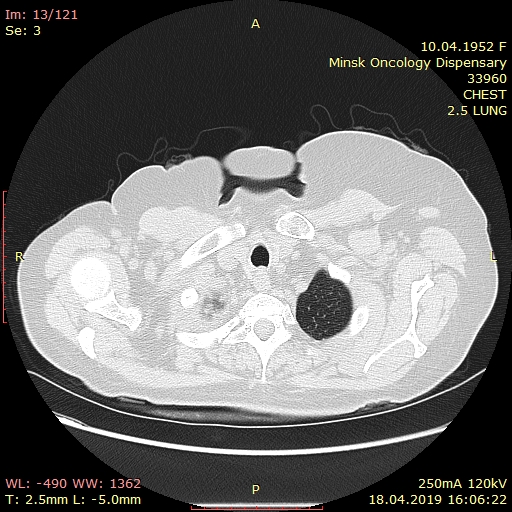 Im: 13/121
Se: 3
A
10.04.1952 F
Minsk Oncology Dispensary
33960
CHEST
2.5 LUNG
R
L
WL: -490 WW: 1362
T: 2.5mm L: -5.0mm
P
250mA 120kV
18.04.2019 16:06:22